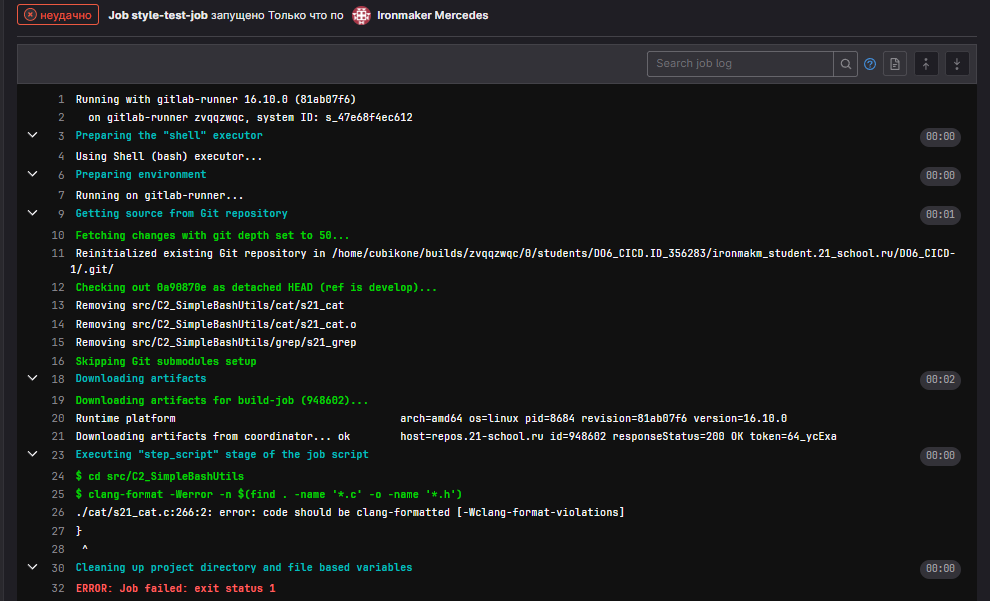 неудачно Job style-test-job запущено Только что по Ironmaker Mercedes
Search job log
1 Running with gitlab-runner 16.10.0 (81ab07f6)
2 on gitlab-runner zvqqzwqc, system ID: s_47e68f4ec612
3 Preparing the "shell" executor 00:00
4 Using Shell (bash) executor...
6 Preparing environment 00:00
7 Running on gitlab-runner...
9 Getting source from Git repository 00:01
10 Fetching changes with git depth set to 50...
11 Reinitialized existing Git repository in /home/cubikone/builds/zvqqzwqc/0/students/DO6_CICD.ID_356283/ironmakm_student.21_school.ru/DO6_CICD-
1/.git/
12 Checking out 0a90870e as detached HEAD (ref is develop)...
13 Removing src/C2_SimpleBashUtils/cat/s21_cat
14 Removing src/C2_SimpleBashUtils/cat/s21_cat.o
15 Removing src/C2_SimpleBashUtils/grep/s21_grep
16 Skipping Git submodules setup
18 Downloading artifacts 00:02
19 Downloading artifacts for build-job (948602)...
20 Runtime platform arch=amd64 os=linux pid=8684 revision=81ab07f6 version=16.10.0
21 Downloading artifacts from coordinator... ok host=repos.21-school.ru id=948602 responseStatus=200 OK token=64_ycExa
23 Executing "step_script" stage of the job script 00:00
24 $ cd src/C2_SimpleBashUtils
25 $ clang-format -Werror -n $(find . -name '*.c' -o -name '*.h')
26 ./cat/s21_cat.c:266:2: error: code should be clang-formatted [-Wclang-format-violations]
27 }
28 ^
30 Cleaning up project directory and file based variables 00:00
32 ERROR: Job failed: exit status 1